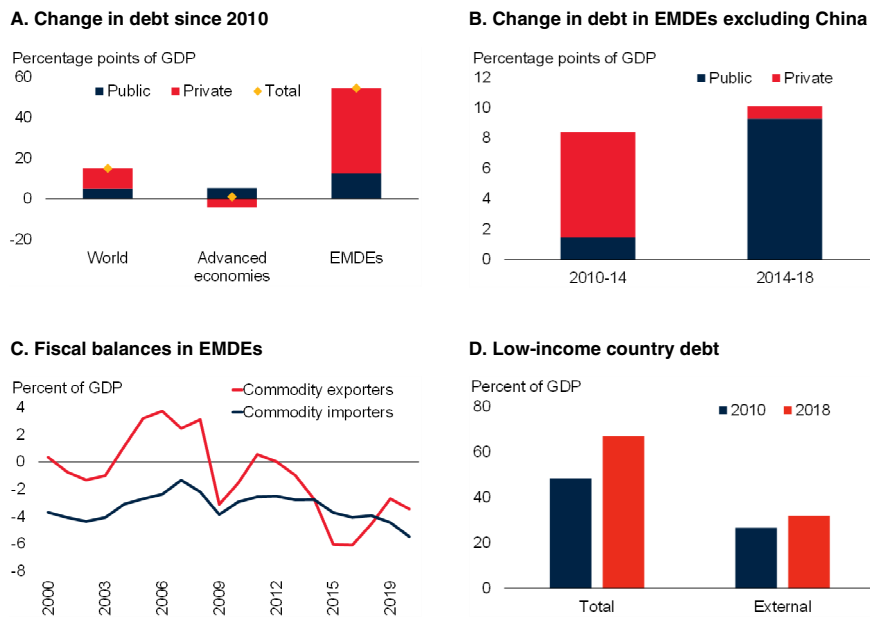 A. Change in debt since 2010
Percentage points of GDP
60
40
20
0
-20
Public
Private
Total
World
Advanced
economies
EMDEs
B. Change in debt in EMDEs excluding China
Percentage points of GDP
12
10
8
6
4
2
0
Public
Private
2010-14
2014-18
C. Fiscal balances in EMDEs
Percent of GDP
4
2
0
-2
-4
-6
-8
Commodity exporters
Commodity importers
2000
2003
2006
2009
2012
2015
2019
D. Low-income country debt
Percent of GDP
80
60
40
20
0
2010
2018
Total
External